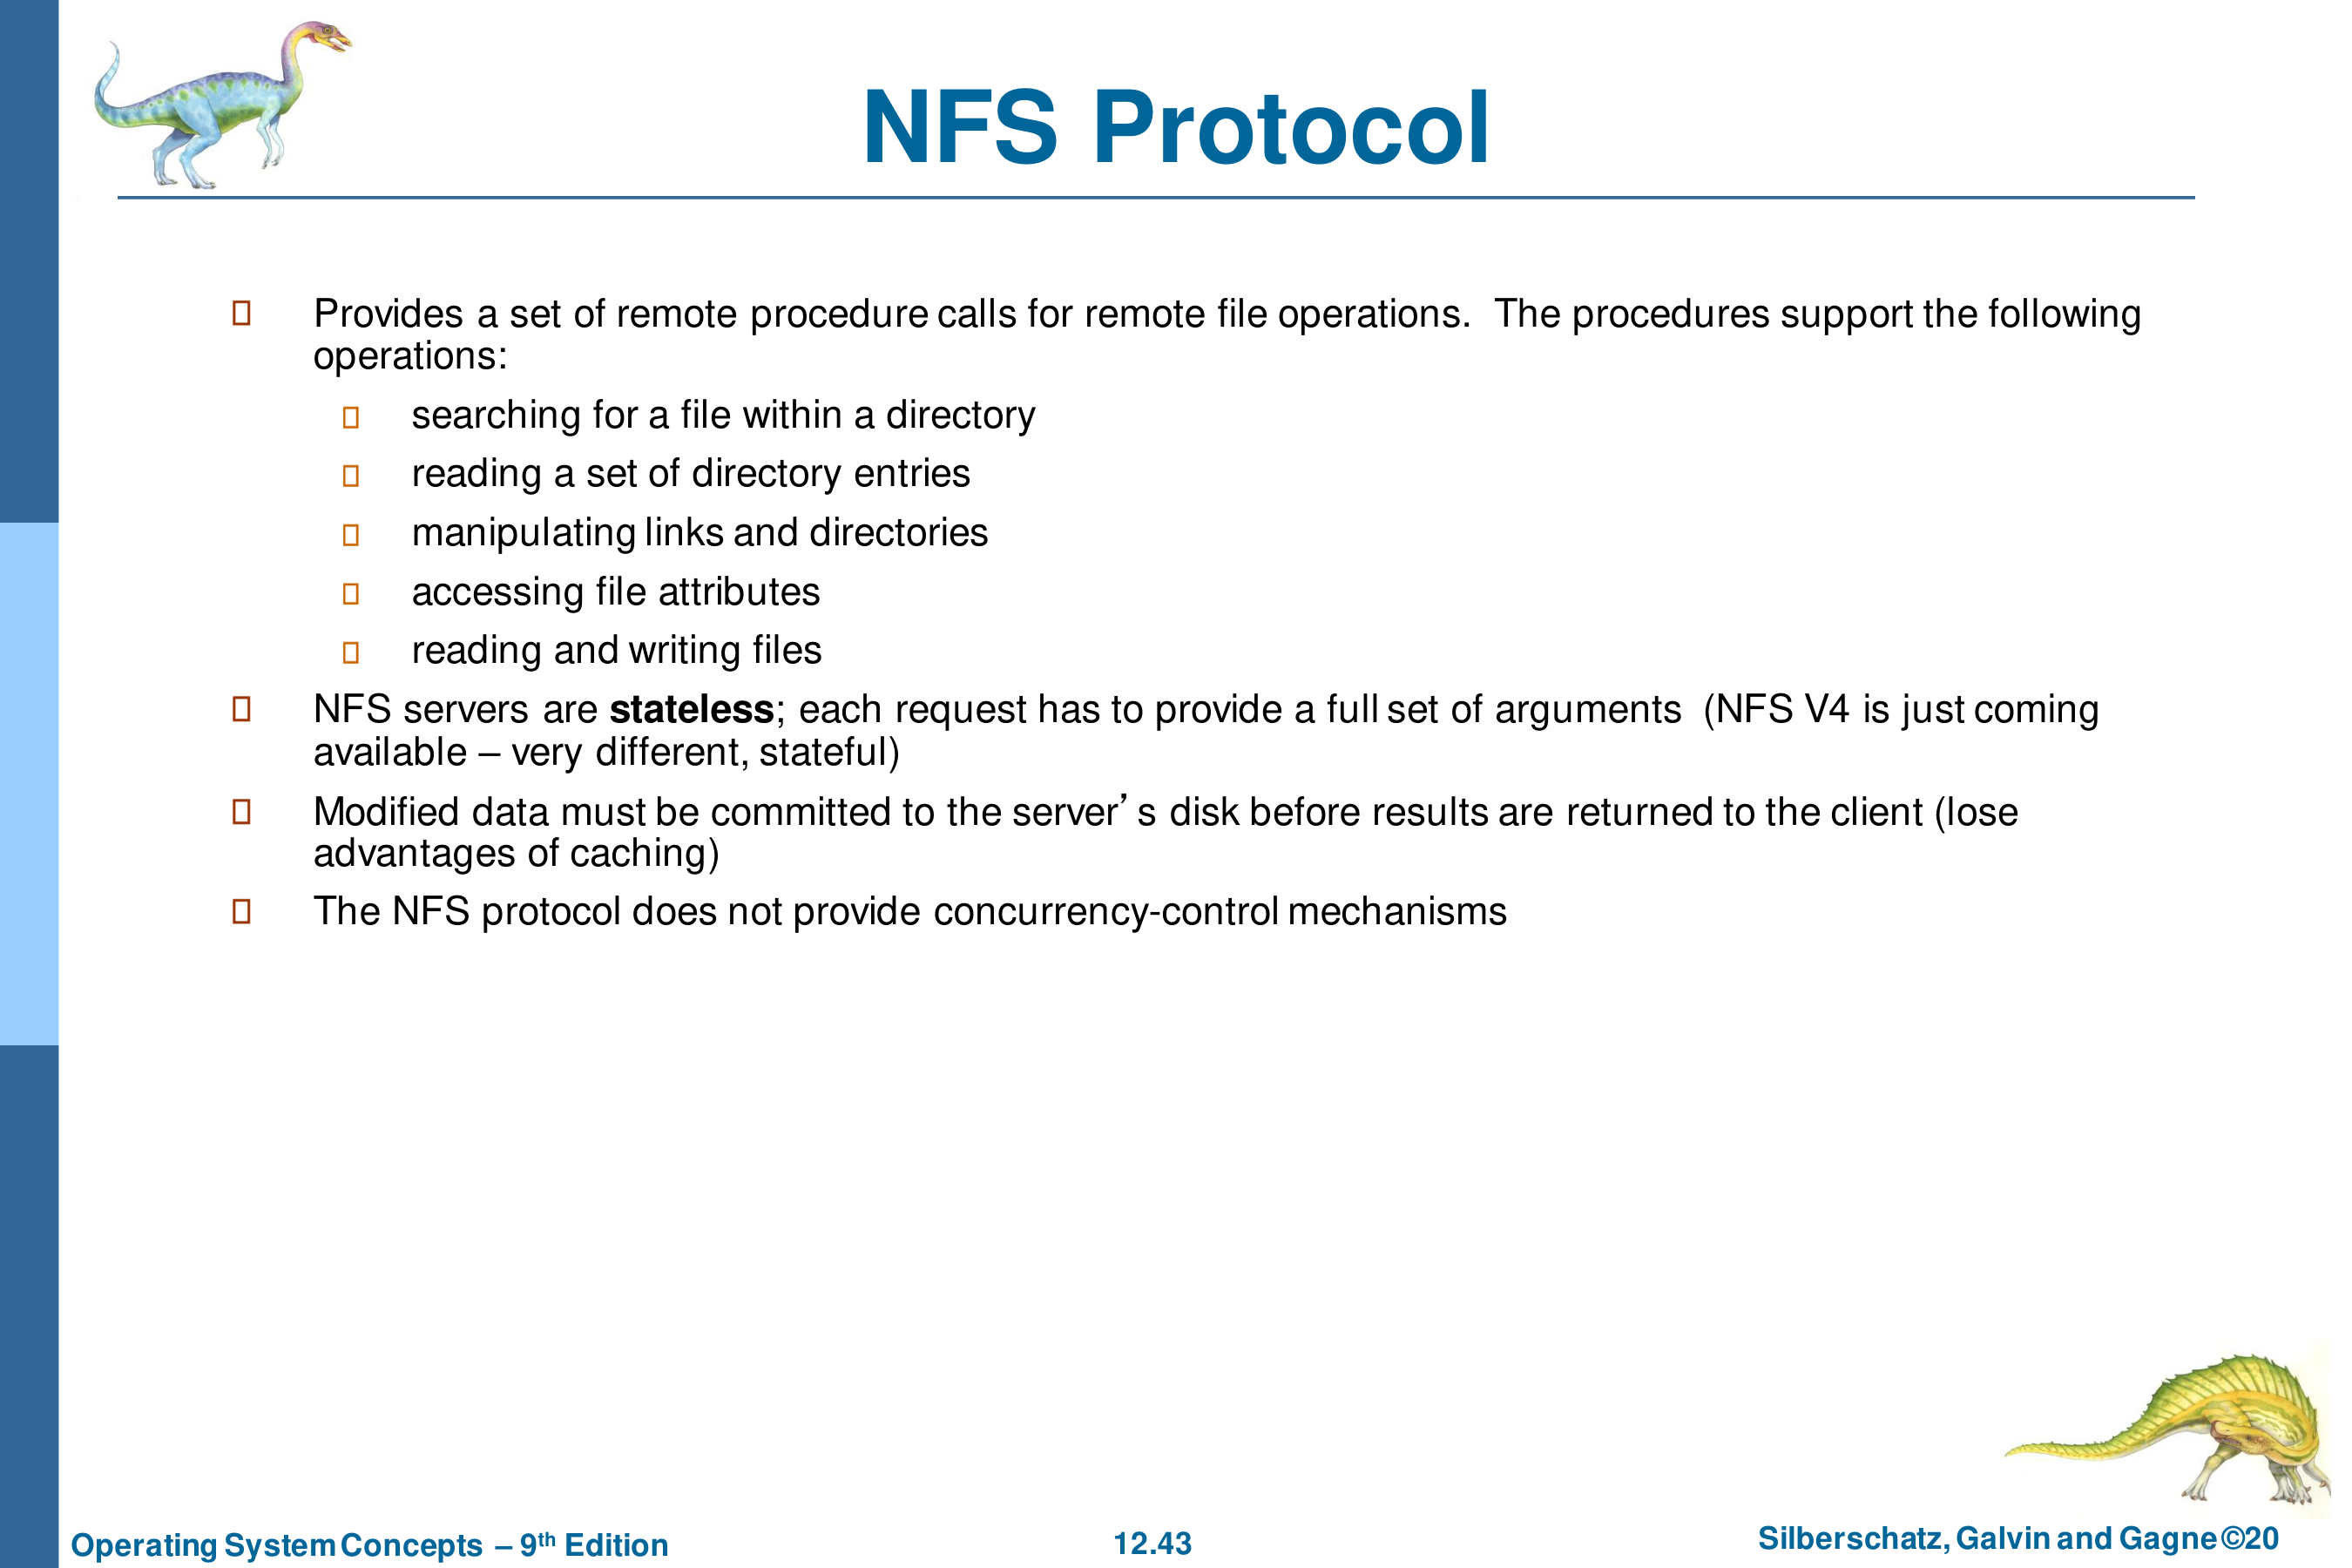 NFS Protocol
Provides a set of remote procedure calls for remote file operations.  The procedures support the following
operations:
searching for a file within a directory
reading a set of directory entries
manipulating links and directories
accessing file attributes
reading and writing files
NFS servers are stateless; each request has to provide a full set of arguments  (NFS V4 is just coming
available – very different, stateful)
Modified data must be committed to the server’s disk before results are returned to the client (lose
advantages of caching)
The NFS protocol does not provide concurrency-control mechanisms
Operating System Concepts – 9th Edition
12.43
Silberschatz, Galvin and Gagne ©20